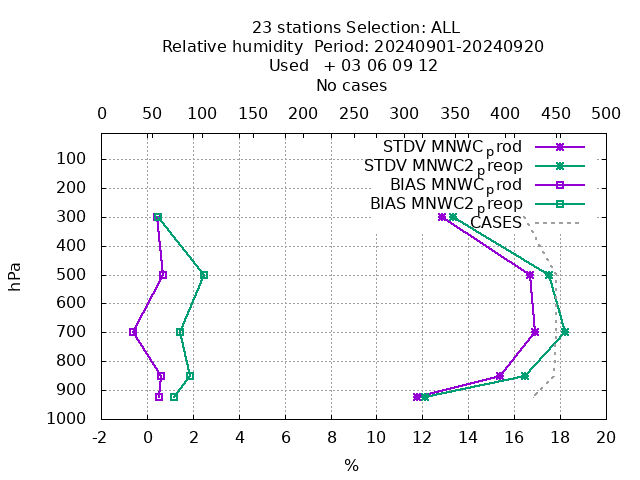 23 stations Selection: ALL
Relative humidity  Period: 20240901-20240920
Used   + 03 06 09 12
No cases
0 50 100 150 200 250 300 350 400 450 500
STDV MNWC_prod
STDV MNWC2_preop
BIAS MNWC_prod
BIAS MNWC2_preop
CASES
100
200
300
400
500
600
700
800
900
1000
hPa
-2 0 2 4 6 8 10 12 14 16 18 20
%